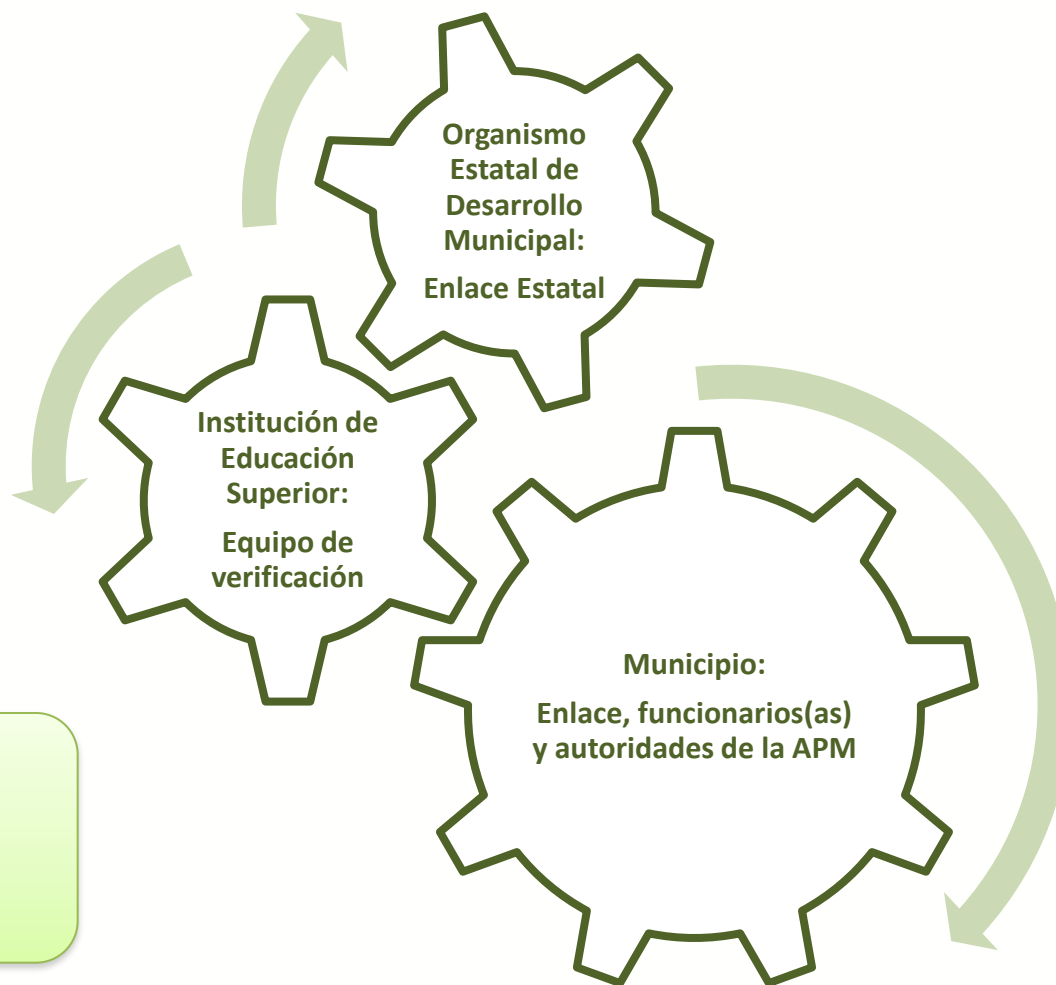 Organismo
Estatal de
Desarrollo
Municipal:
Enlace Estatal
Institución de
Educación
Superior:
Equipo de
verificación
Municipio:
Enlace, funcionarios(as)
y autoridades de la APM